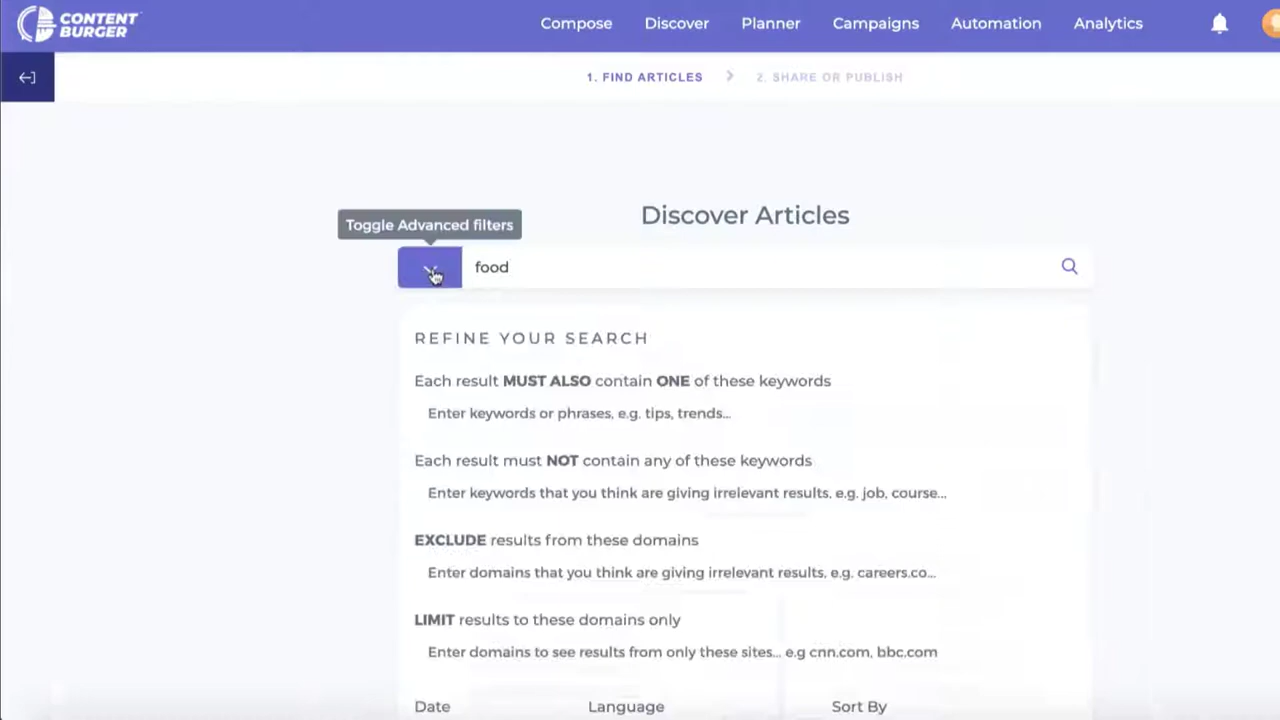 CONTENT BURGER
Compose Discover Planner Campaigns Automation Analytics
1. FIND ARTICLES 2. SHARE OR PUBLISH
Discover Articles
Toggle Advanced filters
food
REFINE YOUR SEARCH
Each result MUST ALSO contain ONE of these keywords
Enter keywords or phrases, e.g. tips, trends...
Each result must NOT contain any of these keywords
Enter keywords that you think are giving irrelevant results, e.g. job, course...
EXCLUDE results from these domains
Enter domains that you think are giving irrelevant results, e.g. careers.co...
LIMIT results to these domains only
Enter domains to see results from only these sites... e.g cnn.com, bbc.com
Date Language Sort By